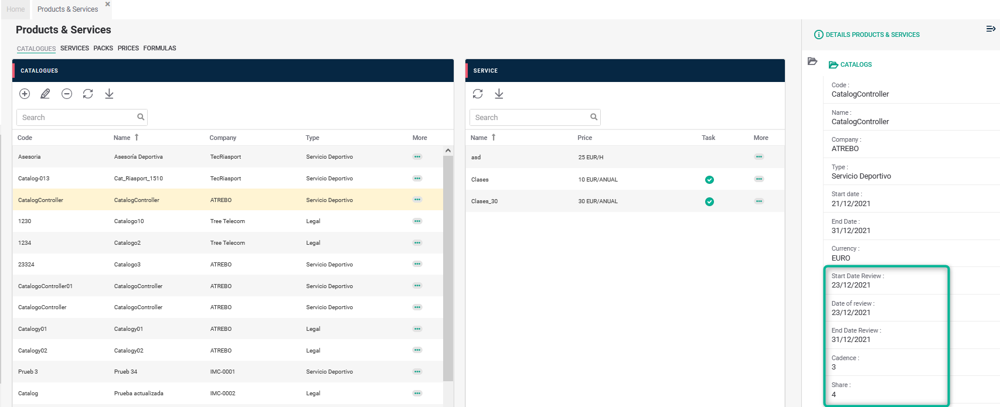 Home
Products & Services
Products & Services
CATALOGUES SERVICES PACKS PRICES FORMULAS
CATALOGUES
Search
Code Name Company Type More
Asesoria Asesoría Deportiva TecRiasport Servicio Deportivo
Catalog-013 Cat_Riasport_1510 TecRiasport Servicio Deportivo
CatalogController CatalogController ATREBO Servicio Deportivo
1230 Catalogo10 Tree Telecom Legal
1234 Catalogo2 Tree Telecom Legal
23324 Catalogo3 ATREBO Servicio Deportivo
CatalogoController01 CatalogoController ATREBO Servicio Deportivo
CatalogoController CatalogoController ATREBO Servicio Deportivo
Catalogy01 Catalogy01 ATREBO Legal
Catalogy02 Catalogy02 ATREBO Legal
Prueb 3 Prueb 34 IMC-0001 Servicio Deportivo
Catalog Prueba actualizada IMC-0002 Legal
SERVICE
Search
Name Price Task More
asd 25 EUR/H
Clases 10 EUR/ANUAL
Clases_30 30 EUR/ANUAL
DETAILS PRODUCTS & SERVICES
CATALOGS
Code :
CatalogController
Name :
CatalogController
Company :
ATREBO
Type :
Servicio Deportivo
Start date :
21/12/2021
End Date :
31/12/2021
Currency :
EURO
Start Date Review :
23/12/2021
Date of review :
23/12/2021
End Date Review :
31/12/2021
Cadence :
3
Share :
4